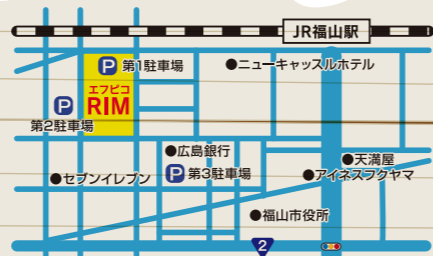 JR福山駅
P 第1駐車場
●ニューキャッスルホテル
エフピコ
RIM
P
第2駐車場
●広島銀行
●天満屋
P 第3駐車場
●セブンイレブン
●アイネスフクヤマ
●福山市役所
2